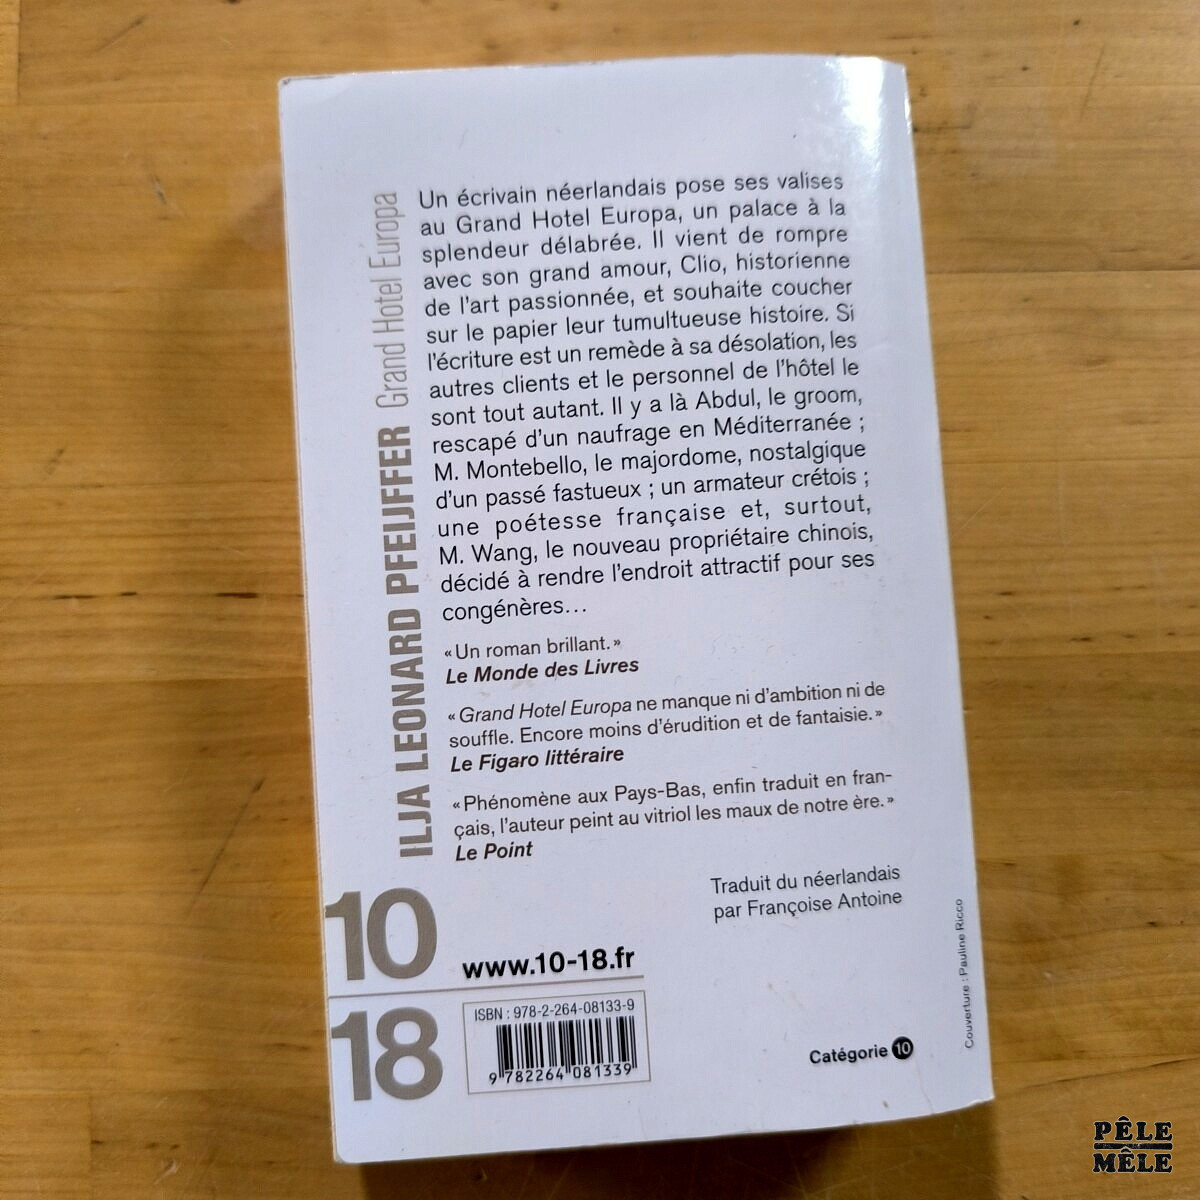 Un écrivain néerlandais pose ses valises
au Grand Hotel Europa, un palace à la
splendeur délabrée. Il vient de rompre
avec son grand amour, Clio, historienne
de l'art passionnée, et souhaite coucher
sur le papier leur tumultueuse histoire. Si
l'écriture est un remède à sa désolation, les
autres clients et le personnel de l'hôtel le
sont tout autant. Il y a là Abdul, le groom,
rescapé d'un naufrage en Méditerranée ;
M. Montebello, le majordome, nostalgique
d'un passé fastueux ; un armateur crétois ;
une poétesse française et, surtout,
M. Wang, le nouveau propriétaire chinois,
décidé à rendre l'endroit attractif pour ses
congénères…
« Un roman brillant. »
Le Monde des Livres
« Grand Hotel Europa ne manque ni d'ambition ni de
souffle. Encore moins d'érudition et de fantaisie. »
Le Figaro littéraire
« Phénomène aux Pays-Bas, enfin traduit en fran-
çais, l'auteur peint au vitriol les maux de notre ère. »
Le Point
Traduit du néerlandais
par Françoise Antoine
ILJA LEONARD PFEIJFFER Grand Hotel Europa
10
18
www.10-18.fr
ISBN : 978-2-264-08133-9
9 782264 081339
Catégorie 10
Couverture : Pauline Ricco
PÊLE
MÊLE